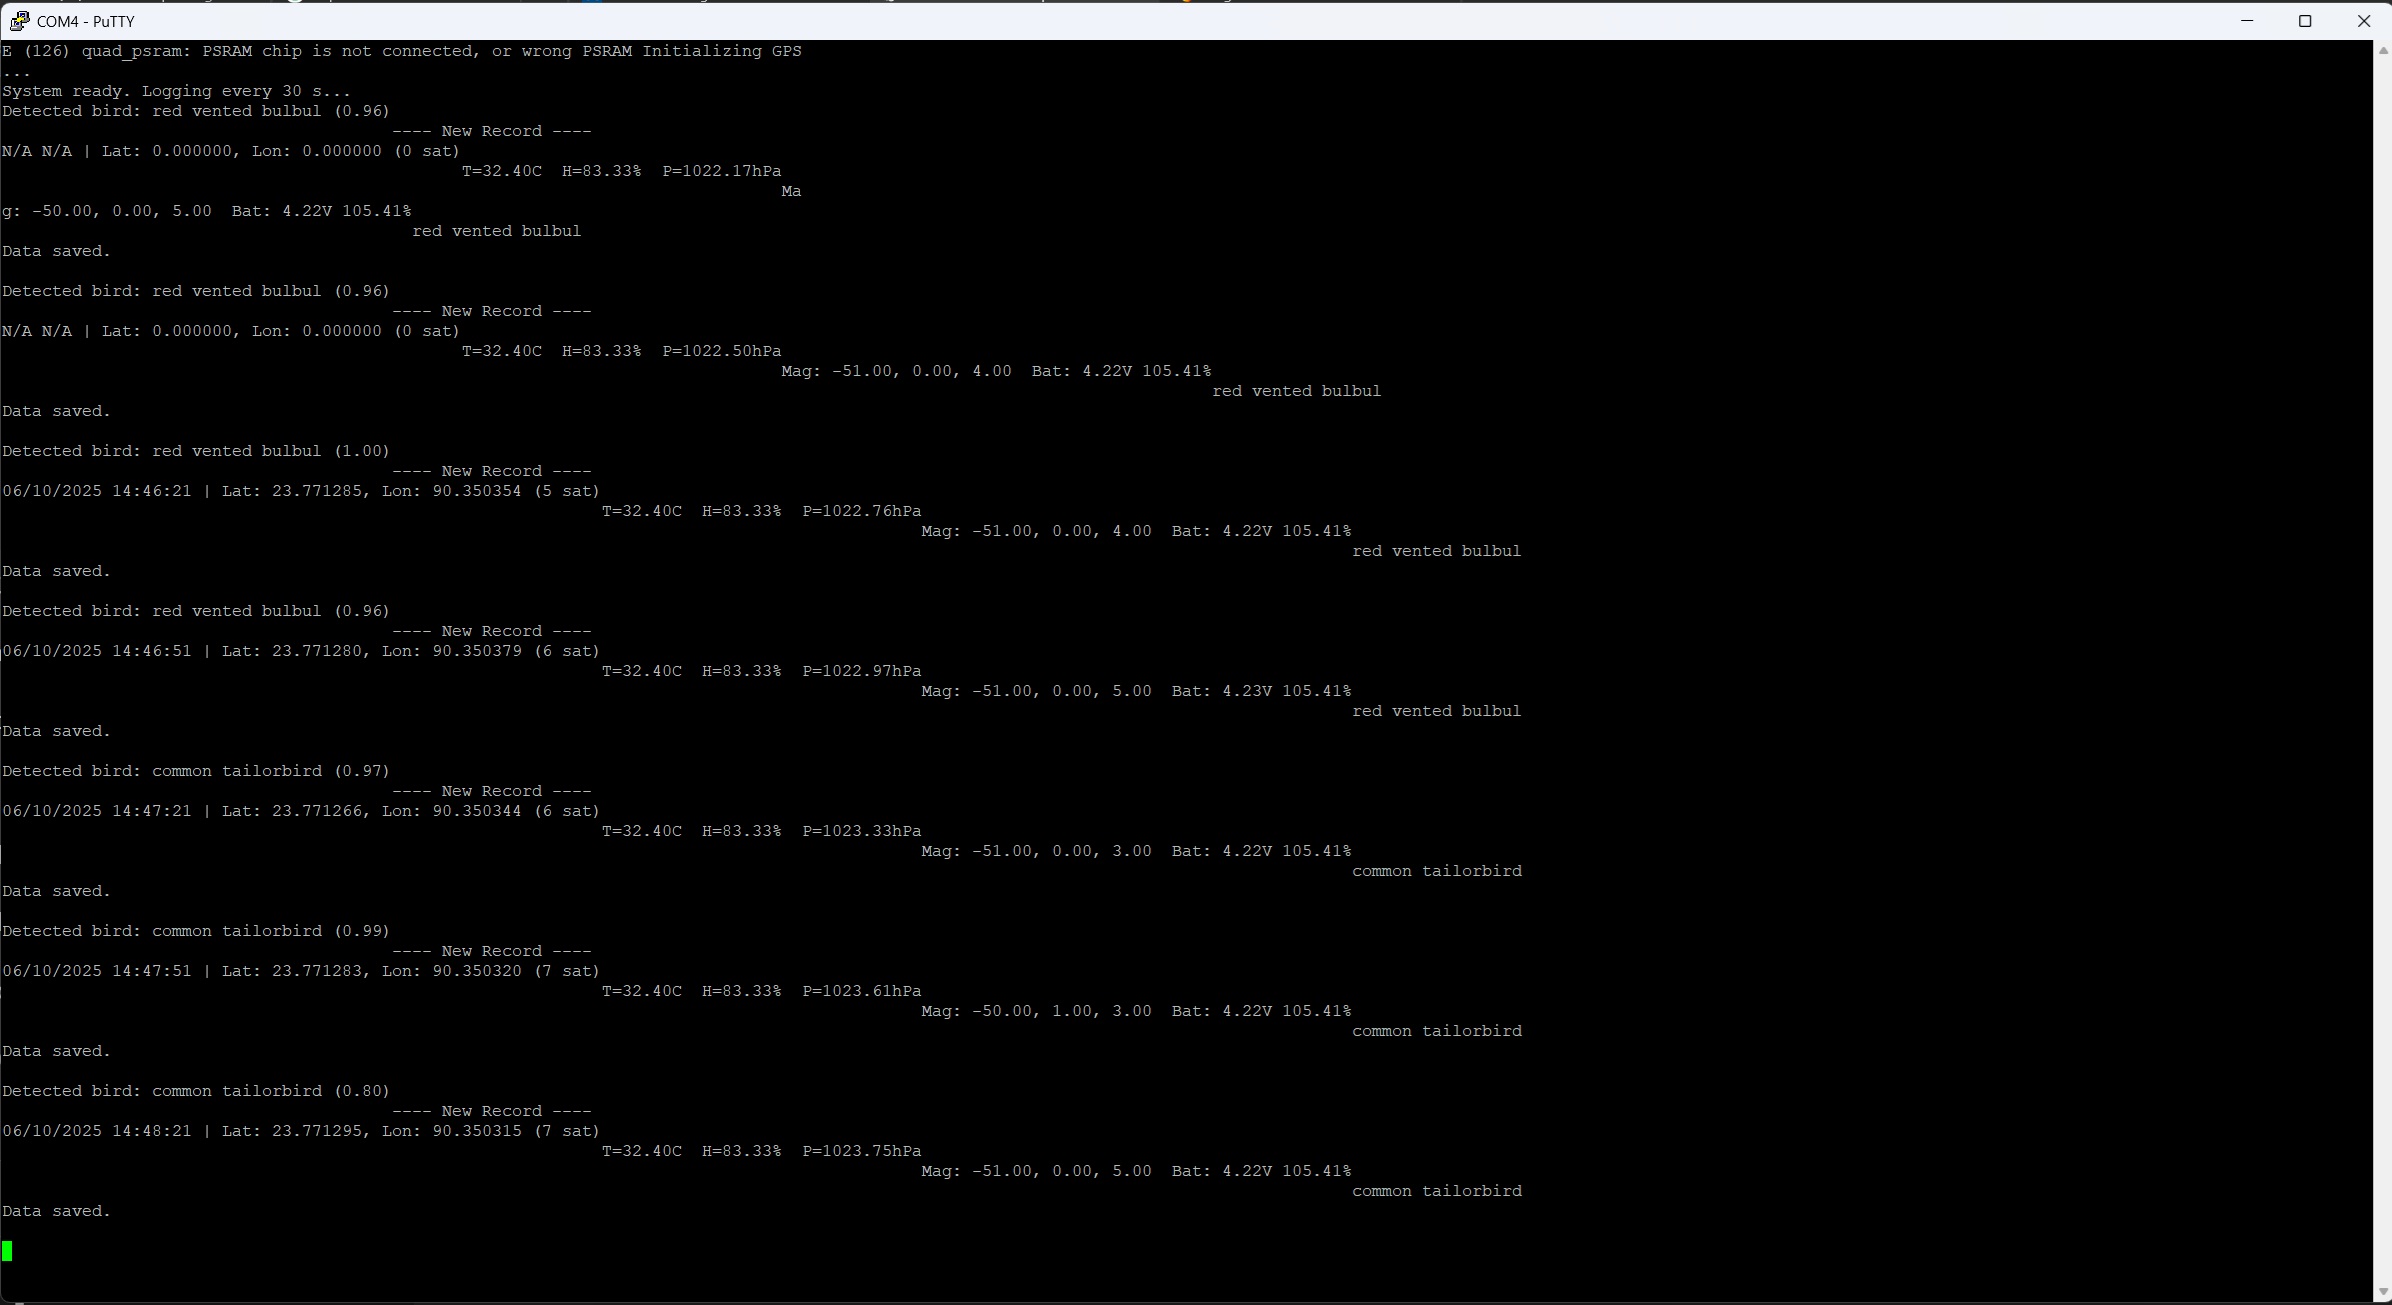 COM4 - PuTTY
E (126) quad_psram: PSRAM chip is not connected, or wrong PSRAM Initializing GPS
...
System ready. Logging every 30 s...
Detected bird: red vented bulbul (0.96)
---- New Record ----
N/A N/A | Lat: 0.000000, Lon: 0.000000 (0 sat)
T=32.40C  H=83.33%  P=1022.17hPa
Ma
g: -50.00, 0.00, 5.00  Bat: 4.22V 105.41%
red vented bulbul
Data saved.
Detected bird: red vented bulbul (0.96)
---- New Record ----
N/A N/A | Lat: 0.000000, Lon: 0.000000 (0 sat)
T=32.40C  H=83.33%  P=1022.50hPa
Mag: -51.00, 0.00, 4.00  Bat: 4.22V 105.41%
red vented bulbul
Data saved.
Detected bird: red vented bulbul (1.00)
---- New Record ----
06/10/2025 14:46:21 | Lat: 23.771285, Lon: 90.350354 (5 sat)
T=32.40C  H=83.33%  P=1022.76hPa
Mag: -51.00, 0.00, 4.00  Bat: 4.22V 105.41%
red vented bulbul
Data saved.
Detected bird: red vented bulbul (0.96)
---- New Record ----
06/10/2025 14:46:51 | Lat: 23.771280, Lon: 90.350379 (6 sat)
T=32.40C  H=83.33%  P=1022.97hPa
Mag: -51.00, 0.00, 5.00  Bat: 4.23V 105.41%
red vented bulbul
Data saved.
Detected bird: common tailorbird (0.97)
---- New Record ----
06/10/2025 14:47:21 | Lat: 23.771266, Lon: 90.350344 (6 sat)
T=32.40C  H=83.33%  P=1023.33hPa
Mag: -51.00, 0.00, 3.00  Bat: 4.22V 105.41%
common tailorbird
Data saved.
Detected bird: common tailorbird (0.99)
---- New Record ----
06/10/2025 14:47:51 | Lat: 23.771283, Lon: 90.350320 (7 sat)
T=32.40C  H=83.33%  P=1023.61hPa
Mag: -50.00, 1.00, 3.00  Bat: 4.22V 105.41%
common tailorbird
Data saved.
Detected bird: common tailorbird (0.80)
---- New Record ----
06/10/2025 14:48:21 | Lat: 23.771295, Lon: 90.350315 (7 sat)
T=32.40C  H=83.33%  P=1023.75hPa
Mag: -51.00, 0.00, 5.00  Bat: 4.22V 105.41%
common tailorbird
Data saved.